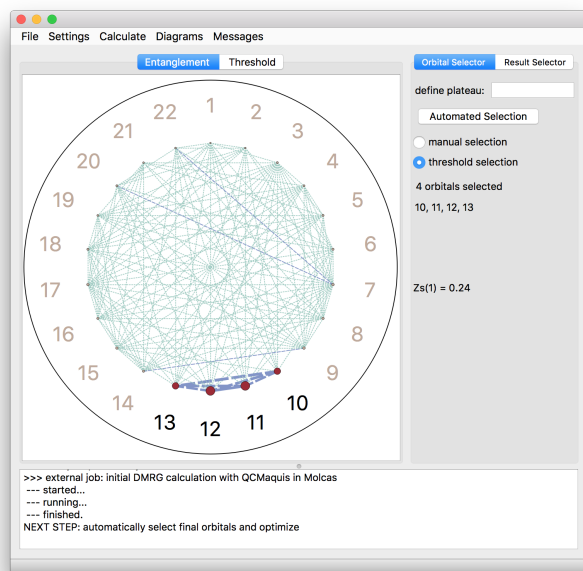 File Settings Calculate Diagrams Messages
Entanglement Threshold
Orbital Selector Result Selector
define plateau:
Automated Selection
manual selection
threshold selection
4 orbitals selected
10, 11, 12, 13
Zs(1) = 0.24
1
2
3
4
5
6
7
8
9
10
11
12
13
14
15
16
17
18
19
20
21
22
>>> external job: initial DMRG calculation with QCMaquis in Molcas
--- started...
--- running...
--- finished.
NEXT STEP: automatically select final orbitals and optimize